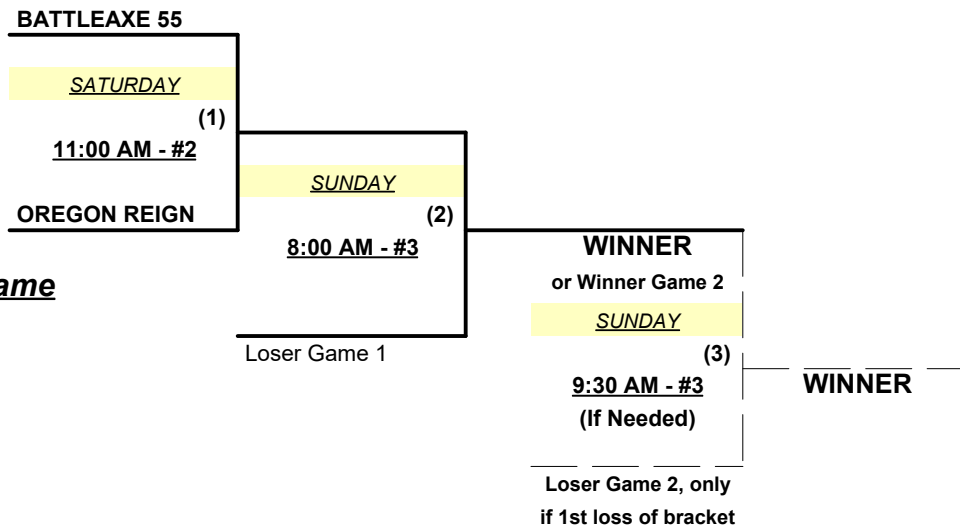 BATTLEAXE 55
SATURDAY
(1)
11:00 AM - #2
OREGON REIGN
SUNDAY
(2)
8:00 AM - #3
ame
Loser Game 1
WINNER
or Winner Game 2
SUNDAY
(3)
9:30 AM - #3
(If Needed)
WINNER
Loser Game 2, only
if 1st loss of bracket